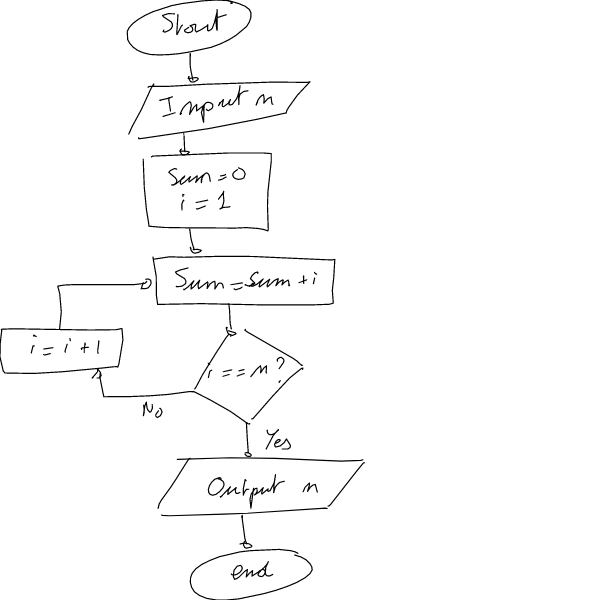 Start
Input n
Sum=0
i=1
Sum=Sum+i
i=i+1
i==n?
No
Yes
Output n
end